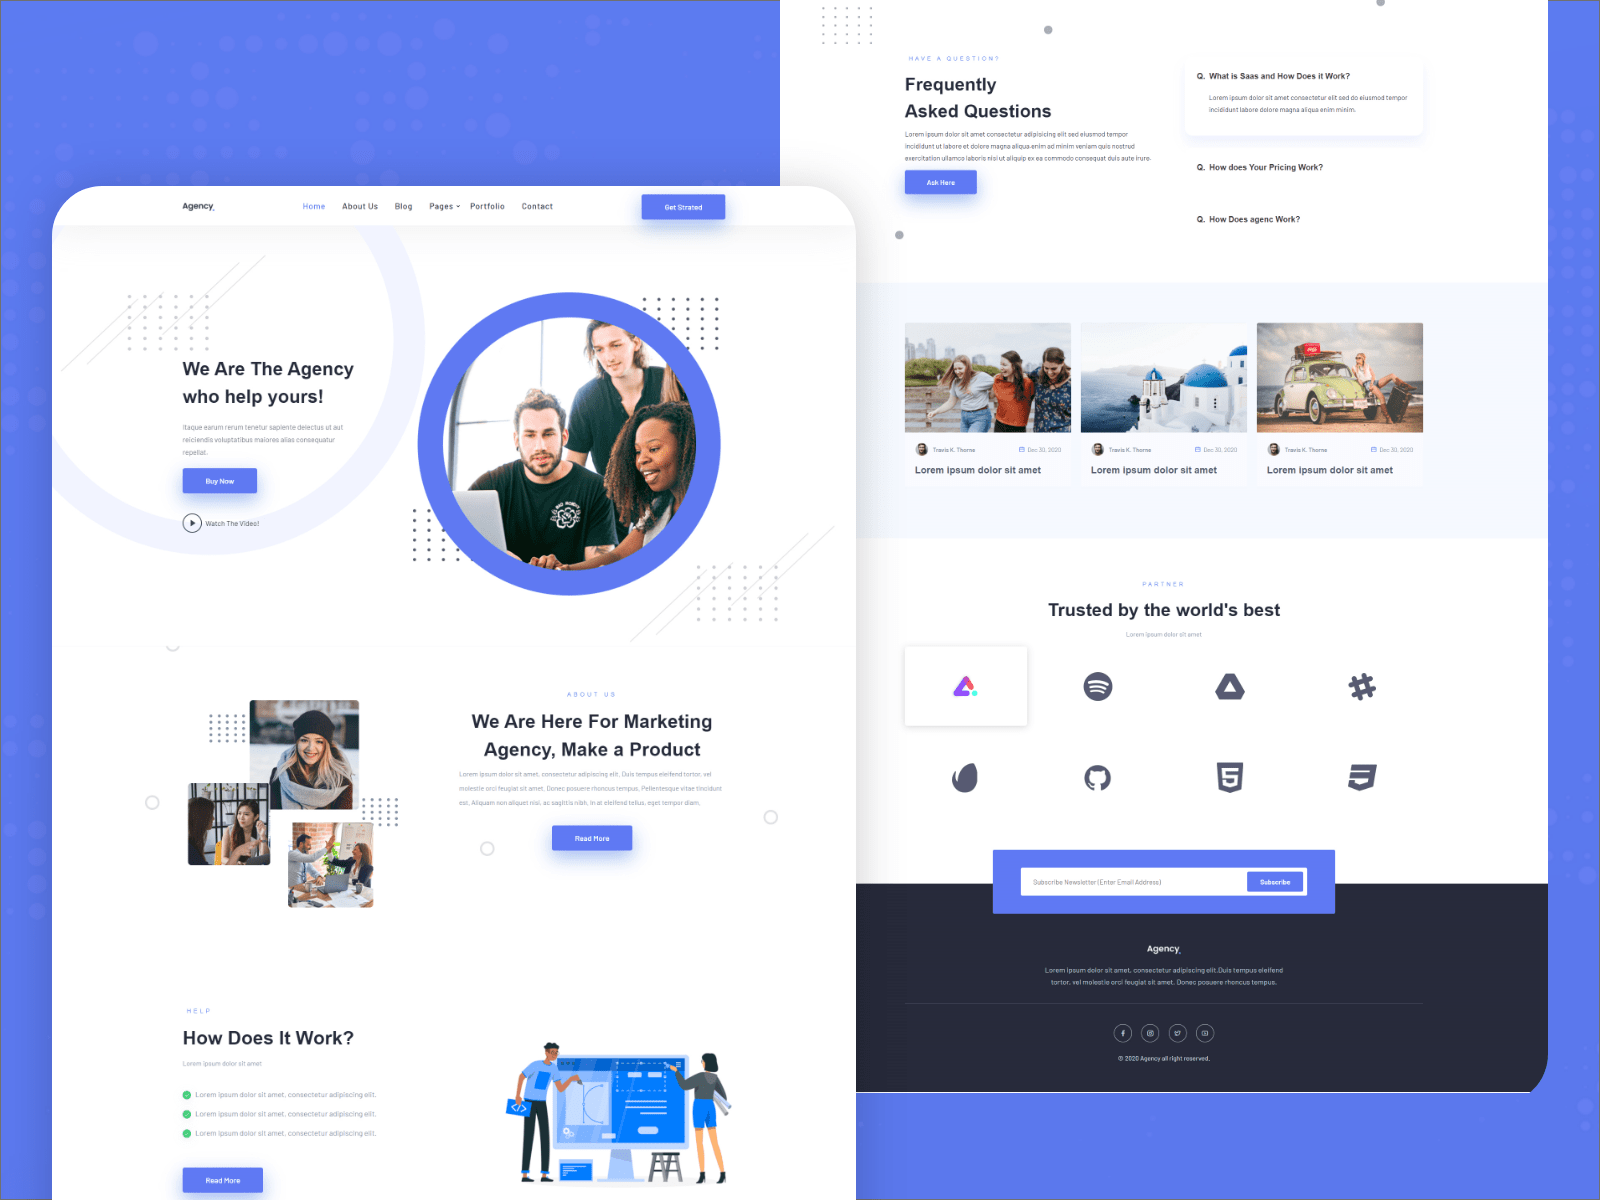 Agency.
Home
About Us
Blog
Pages
Portfolio
Contact
Get Strated
We Are The Agency
who help yours!
Itaque earum rerum tenetur sapiente delectus ut aut
reiciendis voluptatibus maiores alias consequatur
repellat.
Buy Now
Watch The Video!
ABOUT US
We Are Here For Marketing
Agency, Make a Product
Lorem ipsum dolor sit amet, consectetur adipiscing elit. Duis tempus eleifend tortor, vel
molestie orci feugiat sit amet. Donec posuere rhoncus tempus. Pellentesque vitae tincidunt
est. Aliquam non aliquet nisl, ac sagittis nibh. In at eleifend tellus, eget tempor diam.
Read More
HELP
How Does It Work?
Lorem ipsum dolor sit amet
Lorem ipsum dolor sit amet, consectetur adipiscing elit.
Lorem ipsum dolor sit amet, consectetur adipiscing elit.
Lorem ipsum dolor sit amet, consectetur adipiscing elit.
Read More
HAVE A QUESTION?
Frequently
Asked Questions
Lorem ipsum dolor sit amet consectetur adipisicing elit sed eiusmod tempor
incididunt ut labore et dolore magna aliqua enim ad minim veniam quis nostrud
exercitation ullamco laboris nisi ut aliquip ex ea commodo consequat duis aute irure.
Ask Here
Q. What is Saas and How Does it Work?
Lorem ipsum dolor sit amet consectetur elit sed do eiusmod tempor
incididunt labore dolore magna aliqua enim minim.
Q. How does Your Pricing Work?
Q. How Does agenc Work?
Travis K. Thorne
Dec 30, 2020
Lorem ipsum dolor sit amet
Travis K. Thorne
Dec 30, 2020
Lorem ipsum dolor sit amet
Travis K. Thorne
Dec 30, 2020
Lorem ipsum dolor sit amet
PARTNER
Trusted by the world's best
Lorem ipsum dolor sit amet
Subscribe Newsletter (Enter Email Address)
Subscribe
Agency.
Lorem ipsum dolor sit amet, consectetur adipiscing elit.Duis tempus eleifend
tortor, vel molestie orci feugiat sit amet. Donec posuere rhoncus tempus.
© 2020 Agency all right reserved.